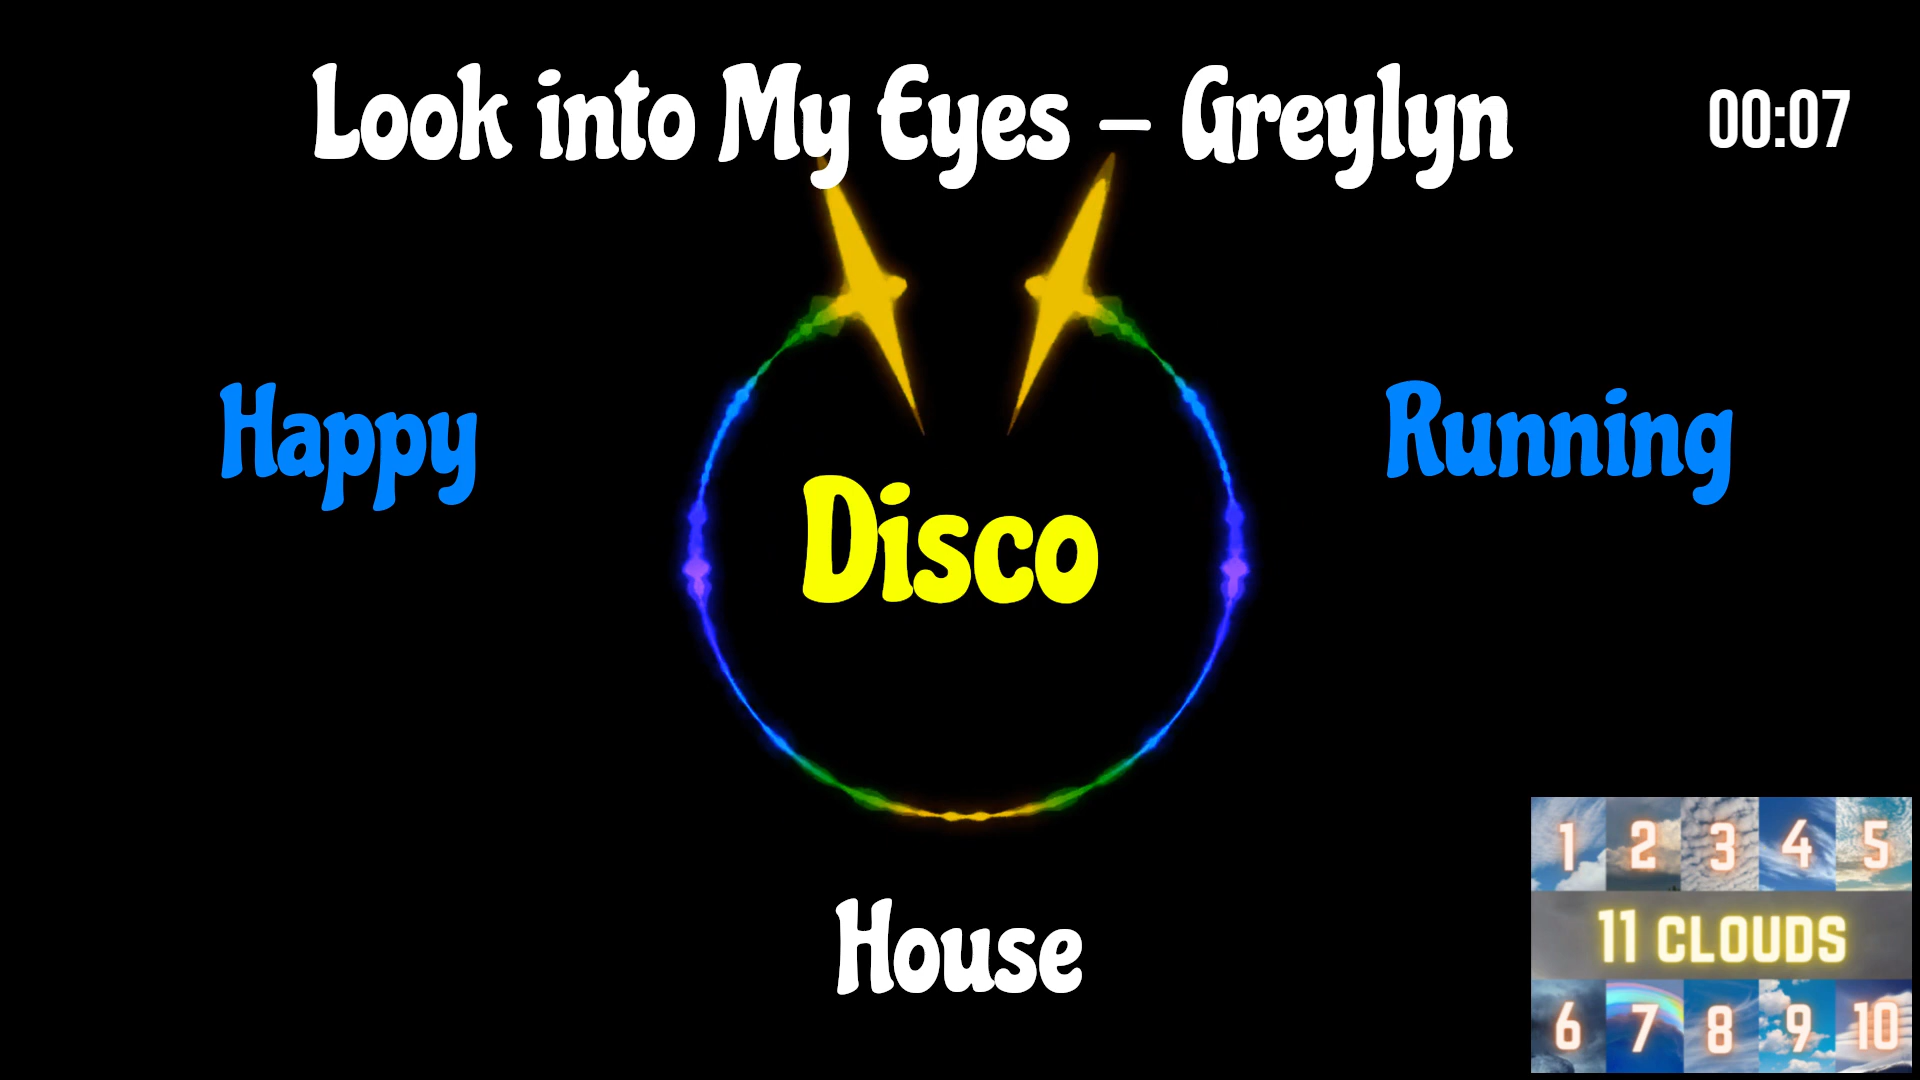 Look into My Eyes – Greylyn
00:07
Happy
Running
Disco
House
1 2 3 4 5
11 CLOUDS
6 7 8 9 10